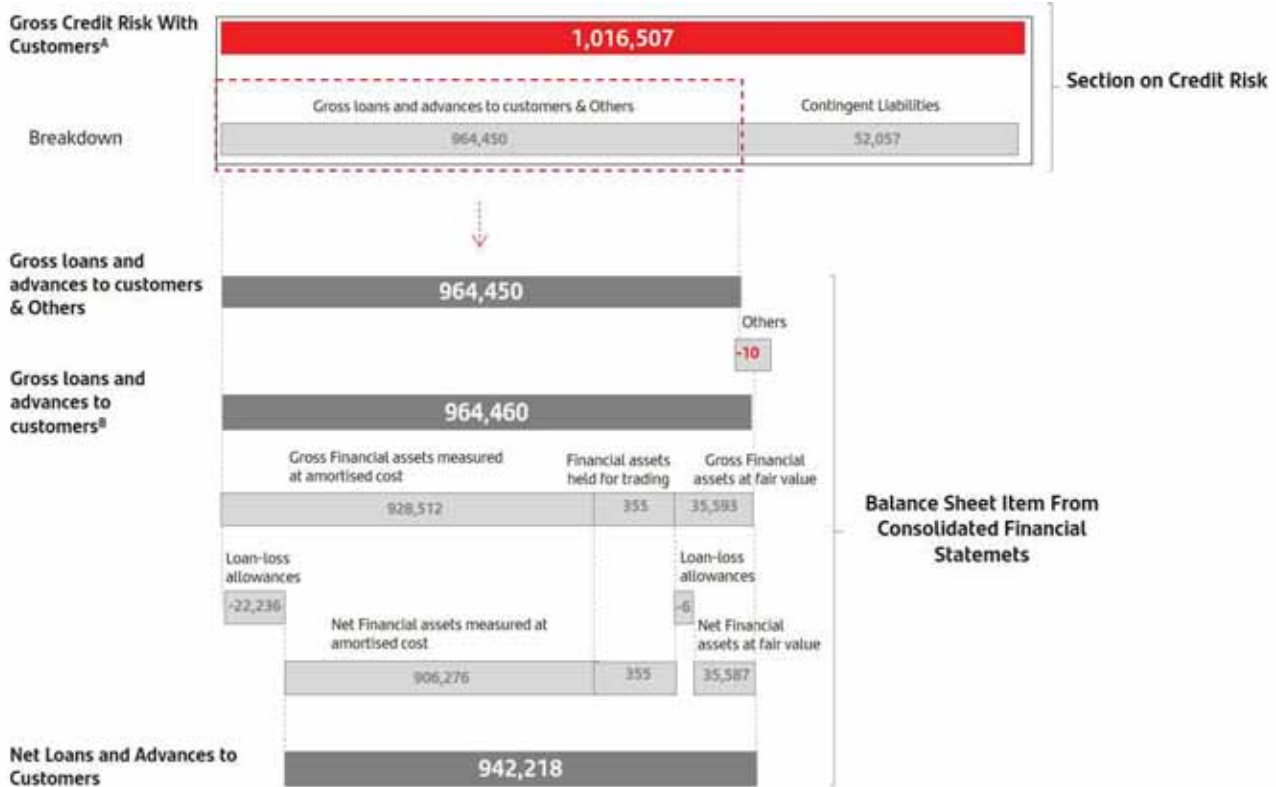 Gross Credit Risk With
Customersᴬ
1,016,507
Section on Credit Risk
Gross loans and advances to customers & Others
Contingent Liabilities
Breakdown
964,450
52,057
Gross loans and
advances to customers
& Others
964,450
Others
-10
Gross loans and
advances to
customersᴮ
964,460
Gross Financial assets measured
at amortised cost
Financial assets
held for trading
Gross Financial
assets at fair value
928,512
355
35,593
Balance Sheet Item From
Consolidated Financial
Statemets
Loan-loss
allowances
-22,236
Loan-loss
allowances
-6
Net Financial assets measured at
amortised cost
Net Financial
assets at fair value
906,276
355
35,587
Net Loans and Advances to
Customers
942,218